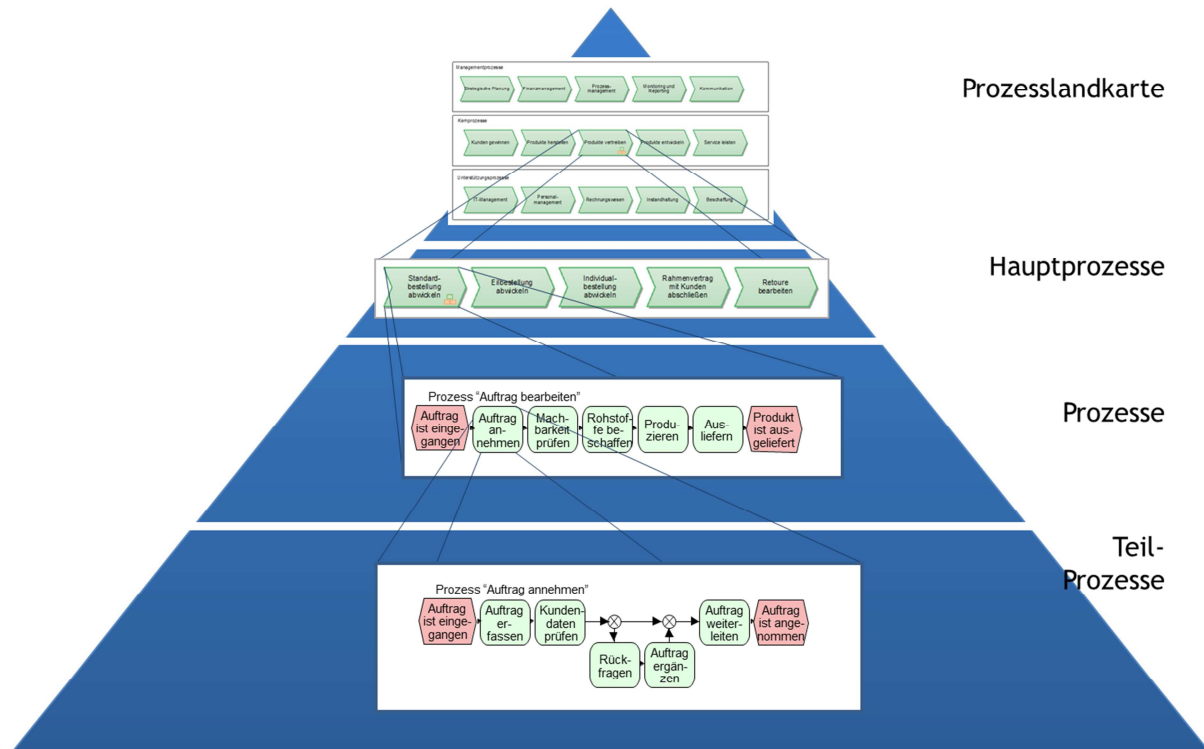 Managementprozesse
Strategische Planung
Finanzmanagement
Prozess-
management
Monitoring und
Reporting
Kommunikation
Prozesslandkarte
Kernprozesse
Kunden gewinnen
Produkte herstellen
Produkte vertreiben
Produkte entwickeln
Service leisten
Unterstützungsprozesse
IT-Management
Personal-
management
Rechnungswesen
Instandhaltung
Beschaffung
Hauptprozesse
Standard-
bestellung
abwickeln
Eilbestellung
abwickeln
Individual-
bestellung
abwickeln
Rahmenvertrag
mit Kunden
abschließen
Retoure
bearbeiten
Prozesse
Prozess "Auftrag bearbeiten"
Auftrag
ist einge-
gangen
Auftrag
an-
nehmen
Mach-
barkeit
prüfen
Rohstof-
fe be-
schaffen
Produ-
zieren
Aus-
liefern
Produkt
ist aus-
geliefert
Teil-
Prozesse
Prozess "Auftrag annehmen"
Auftrag
ist einge-
gangen
Auftrag
er-
fassen
Kunden-
daten
prüfen
Rück-
fragen
Auftrag
ergän-
zen
Auftrag
weiter-
leiten
Auftrag
ist ange-
nommen